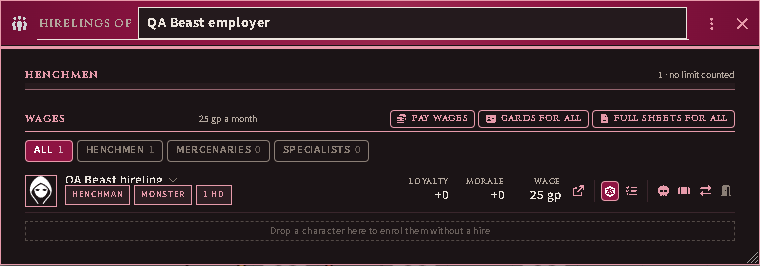 HIRELINGS OF QA Beast employer
HENCHMEN 1 · no limit counted
WAGES 25 gp a month PAY WAGES CARDS FOR ALL FULL SHEETS FOR ALL
ALL 1 HENCHMEN 1 MERCENARIES 0 SPECIALISTS 0
QA Beast hireling
HENCHMAN MONSTER 1 HD
LOYALTY MORALE WAGE
+0 +0 25 gp
Drop a character here to enrol them without a hire